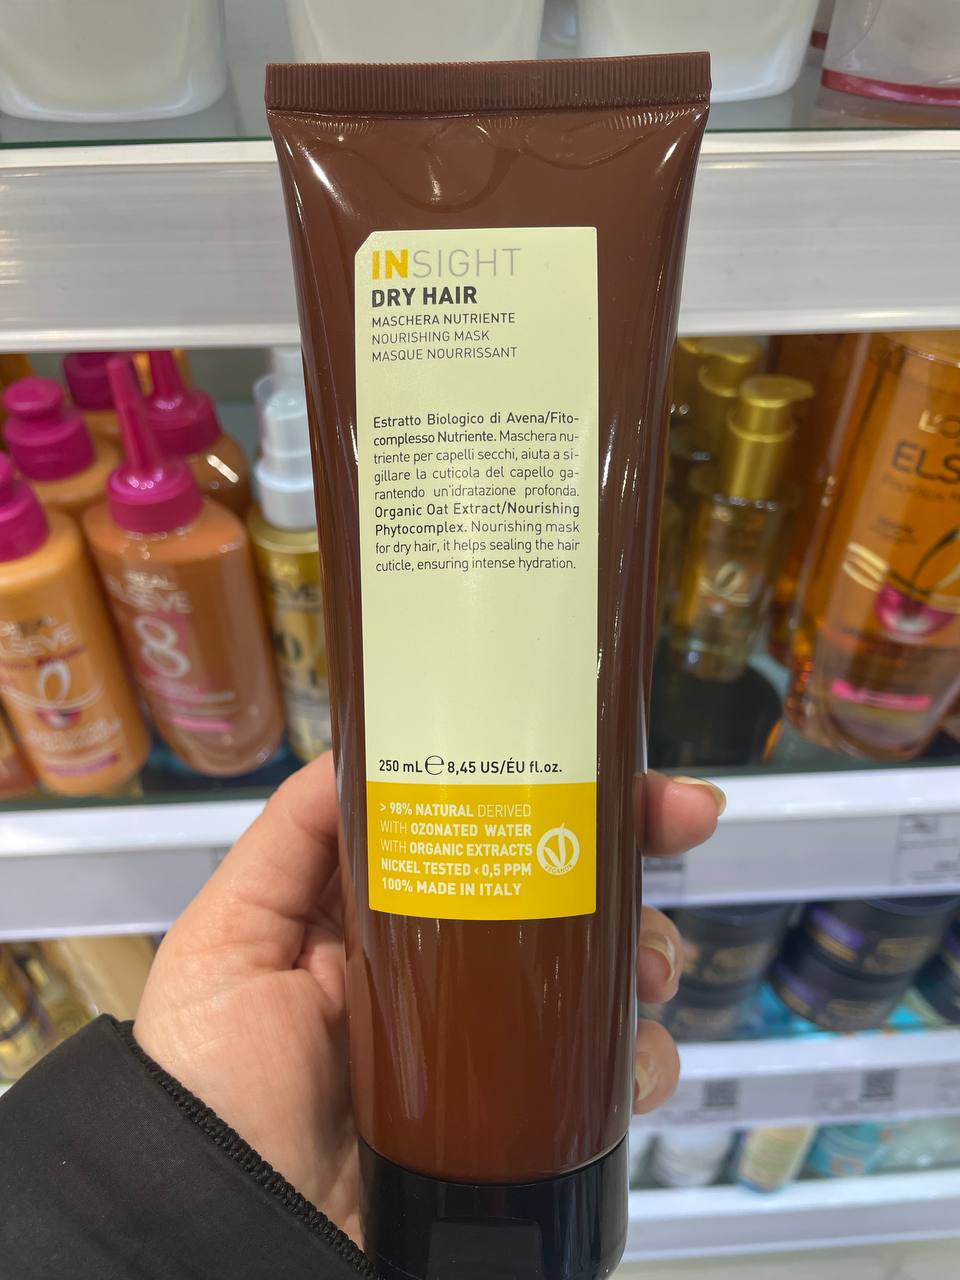 INSIGHT
DRY HAIR
MASCHERA NUTRIENTE
NOURISHING MASK
MASQUE NOURRISSANT
Estratto Biologico di Avena/Fito-
complesso Nutriente. Maschera nu-
triente per capelli secchi, aiuta a si-
gillare la cuticola del capello ga-
rantendo un'idratazione profonda.
Organic Oat Extract/Nourishing
Phytocomplex. Nourishing mask
for dry hair, it helps sealing the hair
cuticle, ensuring intense hydration.
250 mL ℮ 8,45 US/ÉU fl.oz.
> 98% NATURAL DERIVED
WITH OZONATED WATER
WITH ORGANIC EXTRACTS
NICKEL TESTED < 0,5 PPM
100% MADE IN ITALY
VEGANOK
ELS
8